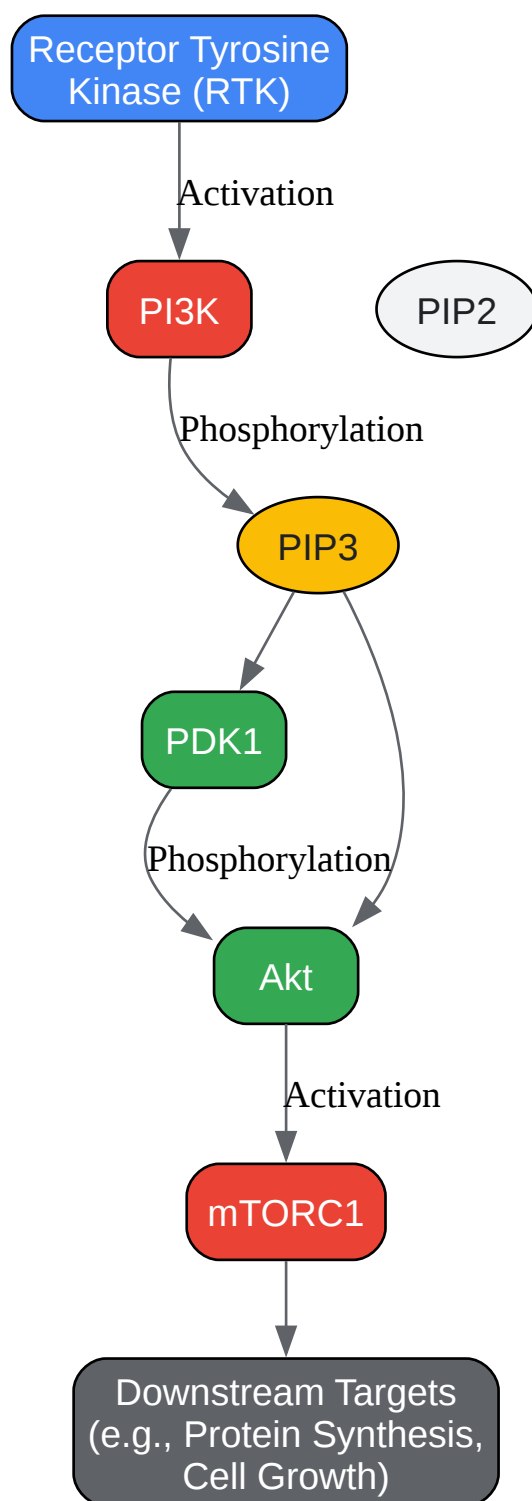 Receptor Tyrosine
Kinase (RTK)
Activation
PI3K
PIP2
Phosphorylation
PIP3
PDK1
Phosphorylation
Akt
Activation
mTORC1
Downstream Targets
(e.g., Protein Synthesis,
Cell Growth)